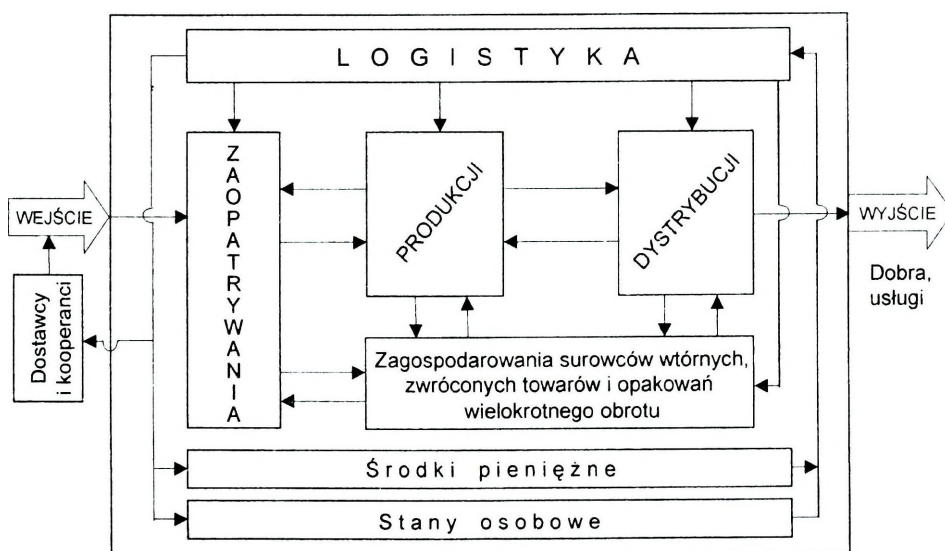 LOGISTYKA
ZAOPATRYWANIA
PRODUKCJI
DYSTRYBUCJI
WEJŚCIE
WYJŚCIE
Dobra,
usługi
Dostawcy
i kooperanci
Zagospodarowania surowców wtórnych,
zwróconych towarów i opakowań
wielokrotnego obrotu
Środki pieniężne
Stany osobowe